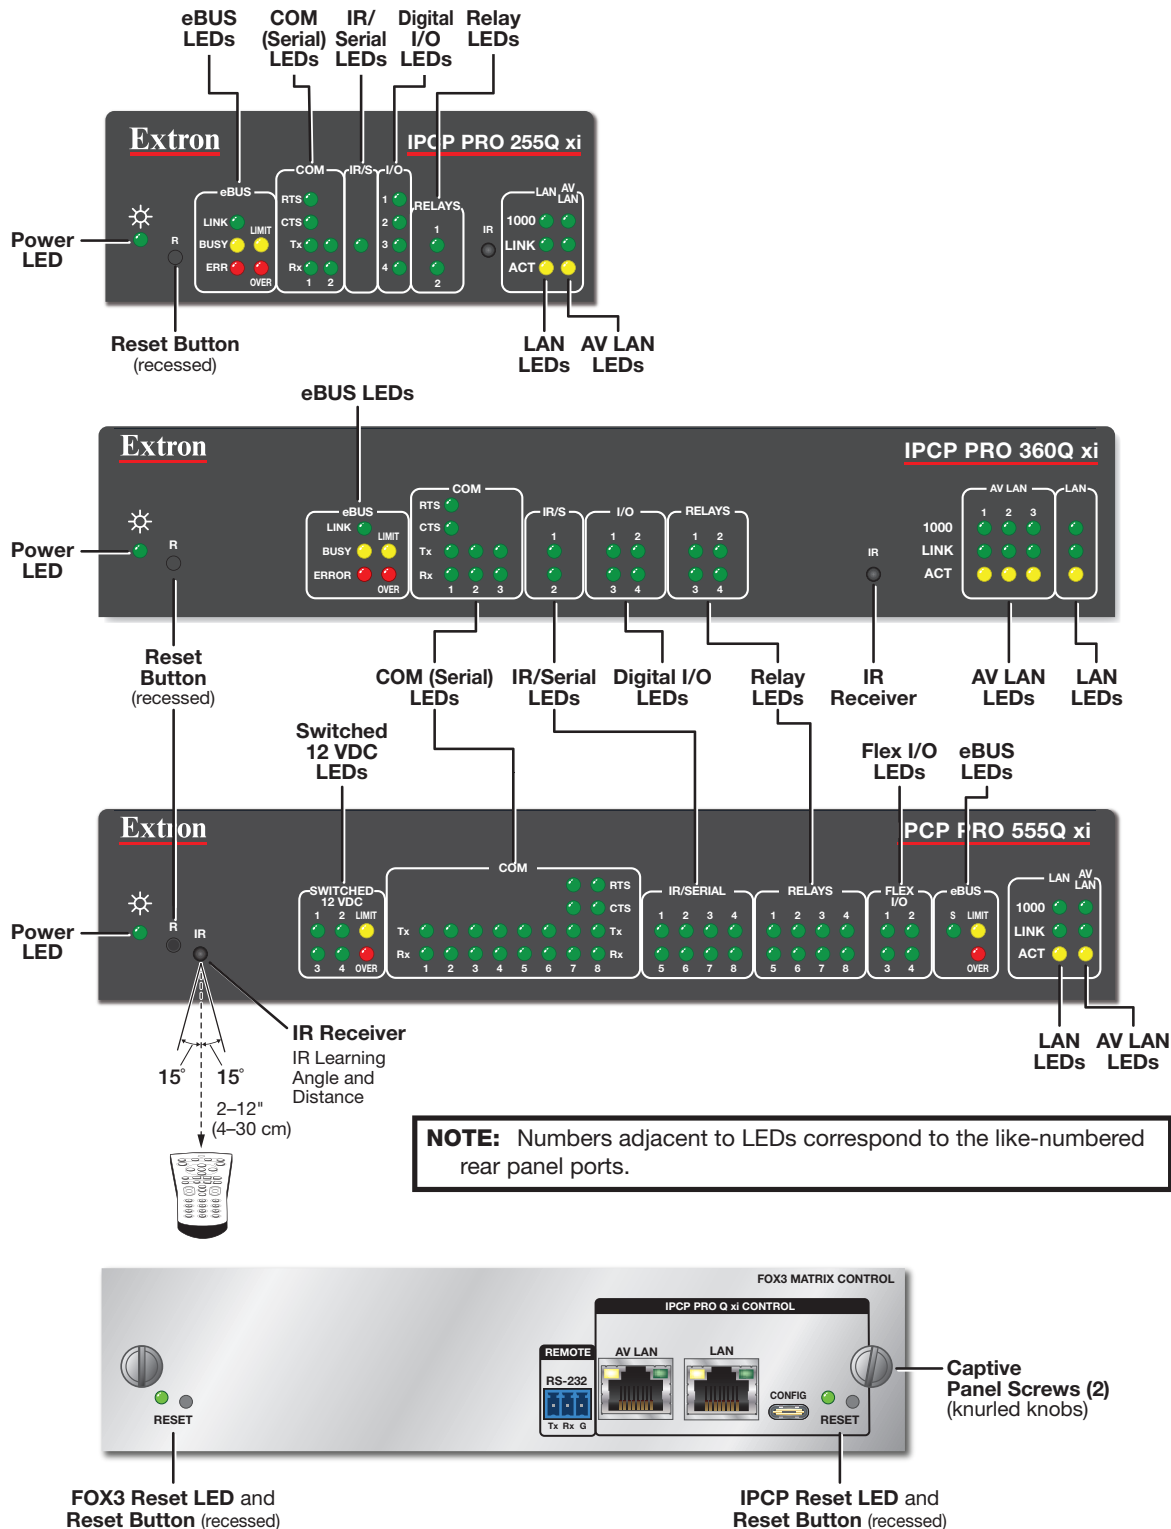 eBUS LEDs
COM (Serial) LEDs
IR/ Serial LEDs
Digital I/O LEDs
Relay LEDs
Extron
IPCP PRO 255Q xi
eBUS
LINK
BUSY
ERR
LIMIT
OVER
COM
RTS
CTS
Tx
Rx
1 2
IR/S
I/O
1
2
3
4
RELAYS
1
2
IR
LAN
AV LAN
1000
LINK
ACT
R
Power LED
Reset Button (recessed)
LAN LEDs
AV LAN LEDs
eBUS LEDs
Extron
IPCP PRO 360Q xi
R
eBUS
LINK
BUSY
ERROR
LIMIT
OVER
COM
RTS
CTS
Tx
Rx
1 2 3
IR/S
1
2
I/O
1 2
3 4
RELAYS
1 2
3 4
IR
AV LAN
1 2 3
LAN
1000
LINK
ACT
Power LED
Reset Button (recessed)
COM (Serial) LEDs
IR/Serial LEDs
Digital I/O LEDs
Relay LEDs
IR Receiver
AV LAN LEDs
LAN LEDs
Switched 12 VDC LEDs
Flex I/O LEDs
eBUS LEDs
Extron
PCP PRO 555Q xi
R
IR
SWITCHED 12 VDC
1 2 LIMIT
3 4 OVER
COM
RTS
CTS
Tx Tx
Rx Rx
1 2 3 4 5 6 7 8
IR/SERIAL
1 2 3 4
5 6 7 8
RELAYS
1 2 3 4
5 6 7 8
FLEX I/O
1 2
3 4
eBUS
S LIMIT
OVER
LAN
AV LAN
1000
LINK
ACT
Power LED
IR Receiver
IR Learning Angle and Distance
15° 15°
2–12"
(4–30 cm)
LAN LEDs
AV LAN LEDs
NOTE: Numbers adjacent to LEDs correspond to the like-numbered
rear panel ports.
FOX3 MATRIX CONTROL
IPCP PRO Q xi CONTROL
REMOTE
RS-232
Tx Rx G
AV LAN
LAN
CONFIG
RESET
RESET
Captive Panel Screws (2) (knurled knobs)
FOX3 Reset LED and
Reset Button (recessed)
IPCP Reset LED and
Reset Button (recessed)